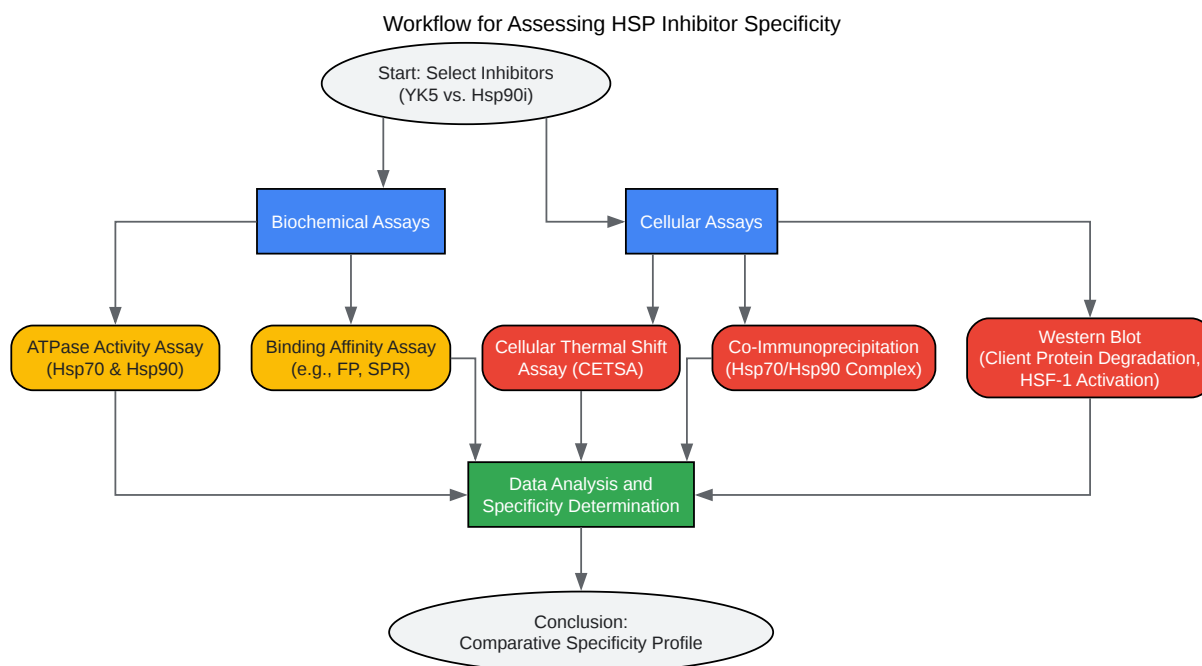 Workflow for Assessing HSP Inhibitor Specificity
Start: Select Inhibitors
(YK5 vs. Hsp90i)
Biochemical Assays
Cellular Assays
ATPase Activity Assay
(Hsp70 & Hsp90)
Binding Affinity Assay
(e.g., FP, SPR)
Cellular Thermal Shift
Assay (CETSA)
Co-Immunoprecipitation
(Hsp70/Hsp90 Complex)
Western Blot
(Client Protein Degradation,
HSF-1 Activation)
Data Analysis and
Specificity Determination
Conclusion:
Comparative Specificity Profile